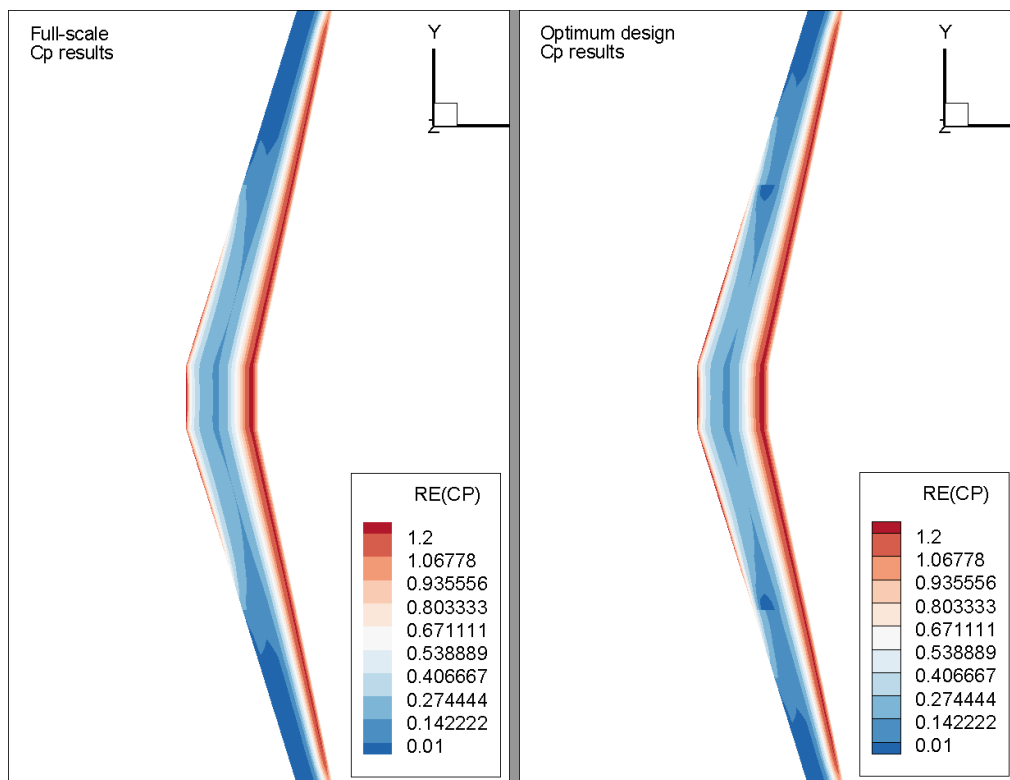 Full-scale
Cp results
Y
Z
RE(CP)
1.2
1.06778
0.935556
0.803333
0.671111
0.538889
0.406667
0.274444
0.142222
0.01
Optimum design
Cp results
Y
Z
RE(CP)
1.2
1.06778
0.935556
0.803333
0.671111
0.538889
0.406667
0.274444
0.142222
0.01